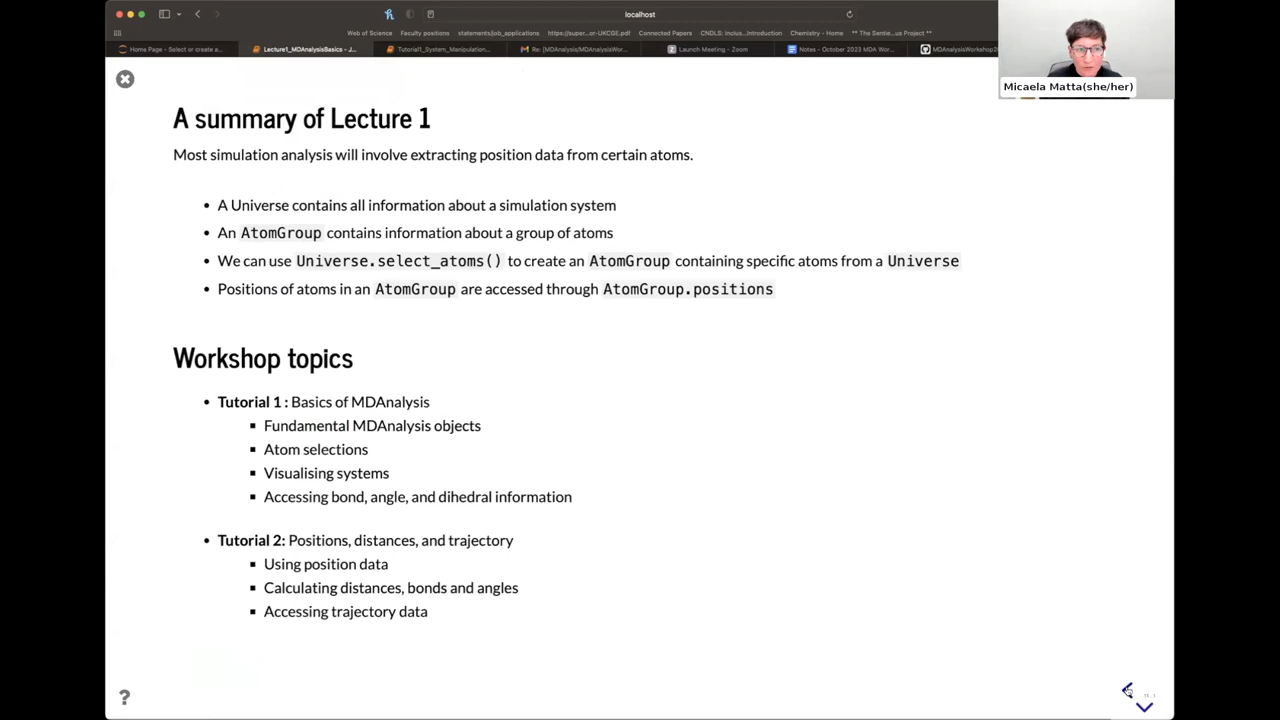 localhost
Web of Science Faculty positions statements/job_applications https://super...or-UKCGE.pdf Connected Papers CNDLS: Inclus...Introduction Chemistry - Home ** The Sente...us Project **
Home Page - Select or create a... Lecture1_MDAnalysisBasics - J... Tutorial1_System_Manipulation... Re: [MDAnalysis/MDAnalysisWor... Launch Meeting - Zoom Notes - October 2023 MDA Wor... MDAnalysisWorkshop2
Micaela Matta(she/her)
A summary of Lecture 1
Most simulation analysis will involve extracting position data from certain atoms.
• A Universe contains all information about a simulation system
• An AtomGroup contains information about a group of atoms
• We can use Universe.select_atoms() to create an AtomGroup containing specific atoms from a Universe
• Positions of atoms in an AtomGroup are accessed through AtomGroup.positions
Workshop topics
• Tutorial 1 : Basics of MDAnalysis
▪ Fundamental MDAnalysis objects
▪ Atom selections
▪ Visualising systems
▪ Accessing bond, angle, and dihedral information
• Tutorial 2: Positions, distances, and trajectory
▪ Using position data
▪ Calculating distances, bonds and angles
▪ Accessing trajectory data
?
11.1